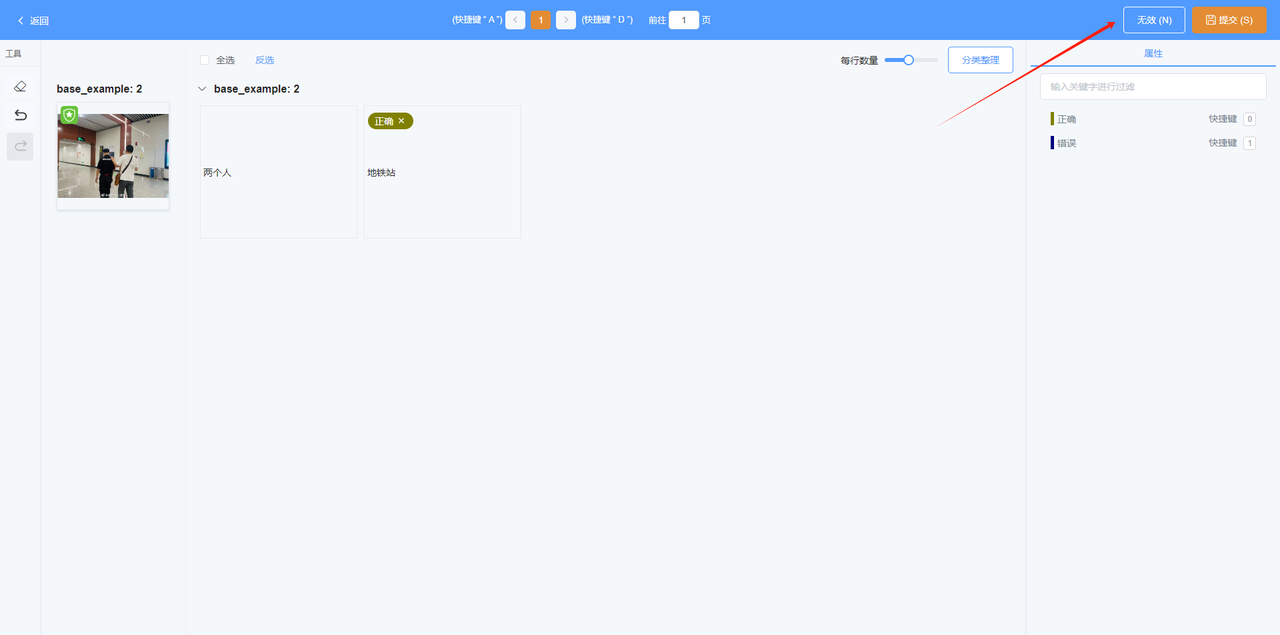 返回
(快捷键 " A ") 1 (快捷键 " D ") 前往 1 页
无效 (N) 提交 (S)
工具
全选 反选
每行数量
分类整理
属性
base_example: 2
base_example: 2
输入关键字进行过滤
正确 快捷键 0
错误 快捷键 1
正确 ×
两个人
地铁站